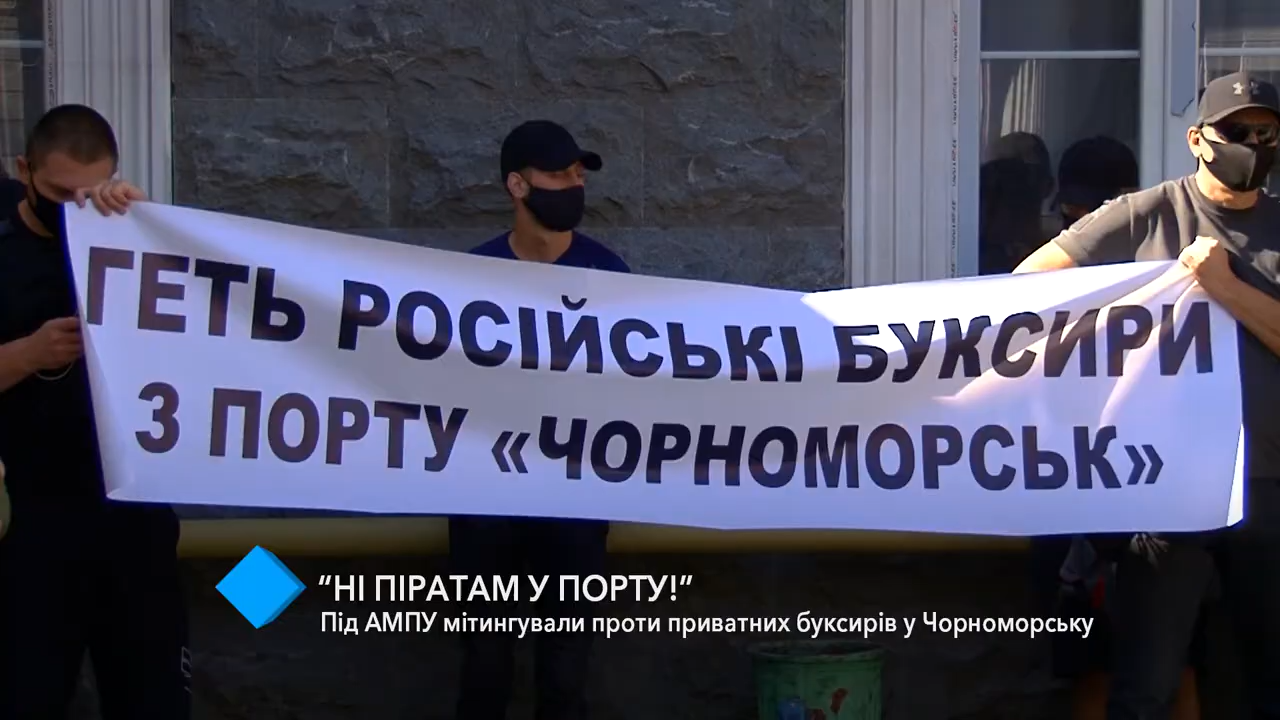 ГЕТЬ РОСІЙСЬКІ БУКСИРИ
З ПОРТУ «ЧОРНОМОРСЬК»
“НІ ПІРАТАМ У ПОРТУ!”
Під АМПУ мітингували проти приватних буксирів у Чорноморську